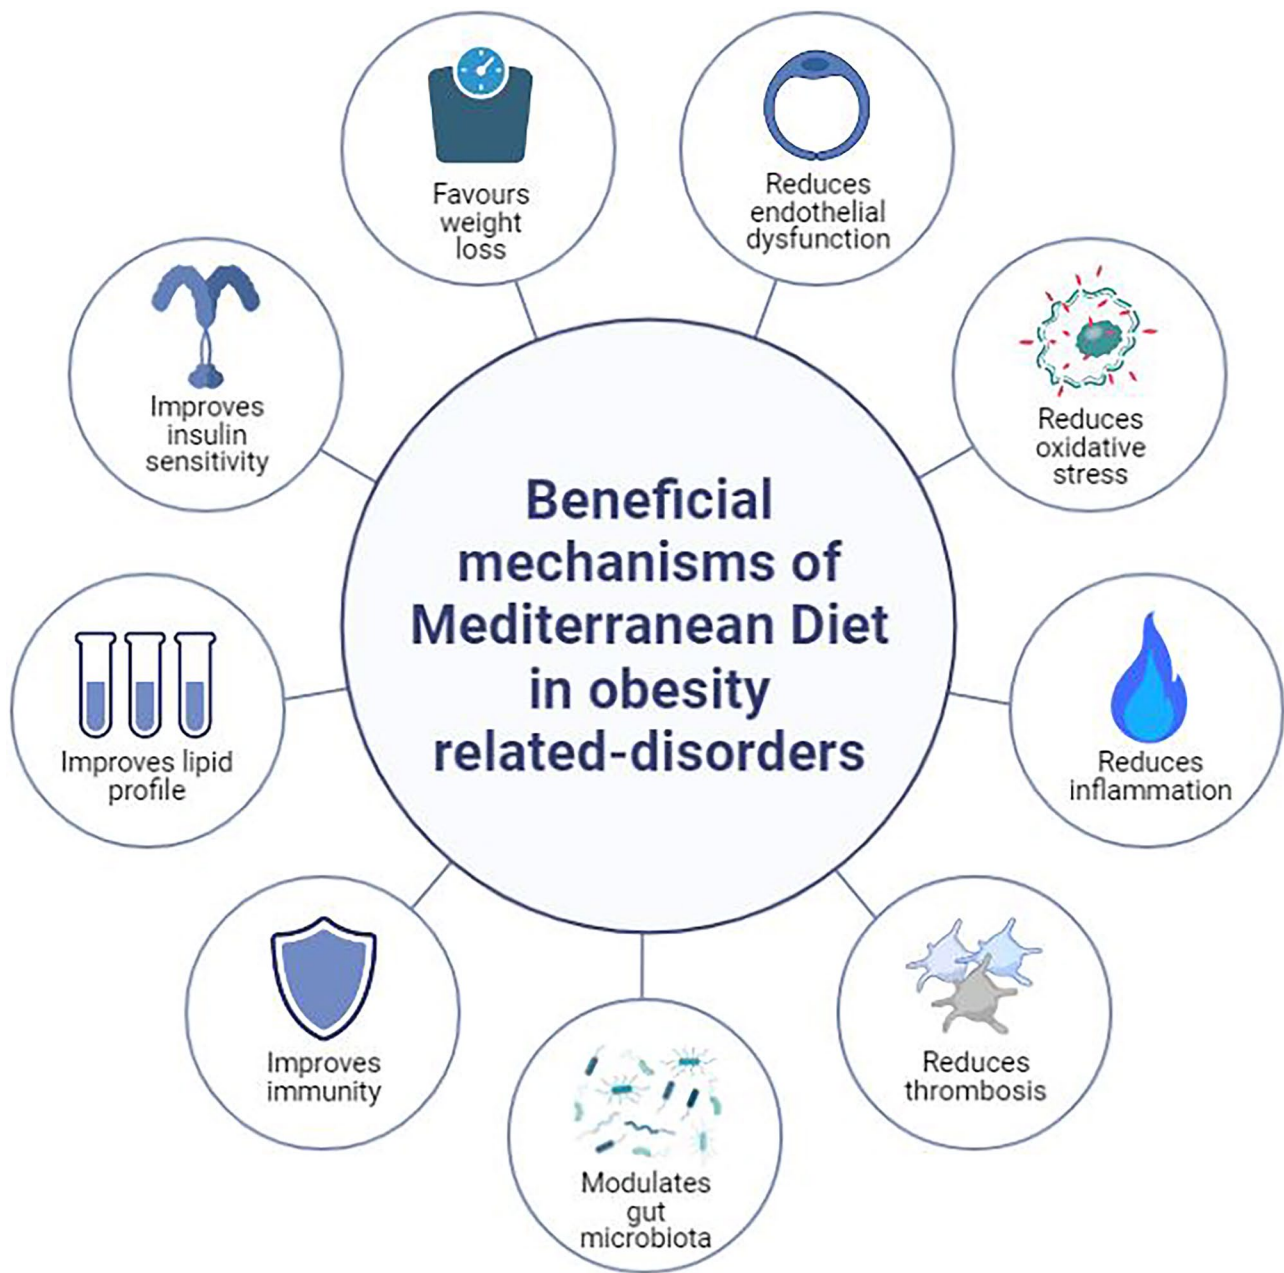 Favours
weight
loss
Reduces
endothelial
dysfunction
Improves
insulin
sensitivity
Reduces
oxidative
stress
Beneficial
mechanisms of
Mediterranean Diet
in obesity
related-disorders
Improves lipid
profile
Reduces
inflammation
Improves
immunity
Reduces
thrombosis
Modulates
gut
microbiota